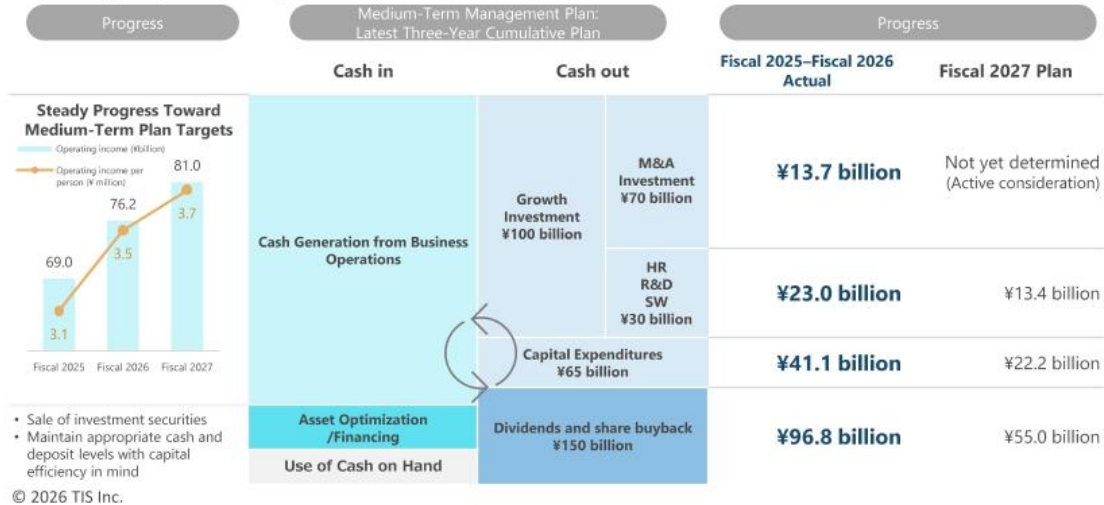 Progress
Medium-Term Management Plan:
Latest Three-Year Cumulative Plan
Progress
Cash in
Cash out
Fiscal 2025–Fiscal 2026
Actual
Fiscal 2027 Plan
Steady Progress Toward
Medium-Term Plan Targets
Operating income (¥billion)
Operating income per
person (¥ million)
81.0
76.2
69.0
3.7
3.5
3.1
Fiscal 2025
Fiscal 2026
Fiscal 2027
Cash Generation from Business
Operations
Growth
Investment
¥100 billion
M&A
Investment
¥70 billion
¥13.7 billion
Not yet determined
(Active consideration)
HR
R&D
SW
¥30 billion
¥23.0 billion
¥13.4 billion
Capital Expenditures
¥65 billion
¥41.1 billion
¥22.2 billion
• Sale of investment securities
• Maintain appropriate cash and
deposit levels with capital
efficiency in mind
Asset Optimization
/Financing
Use of Cash on Hand
Dividends and share buyback
¥150 billion
¥96.8 billion
¥55.0 billion
© 2026 TIS Inc.